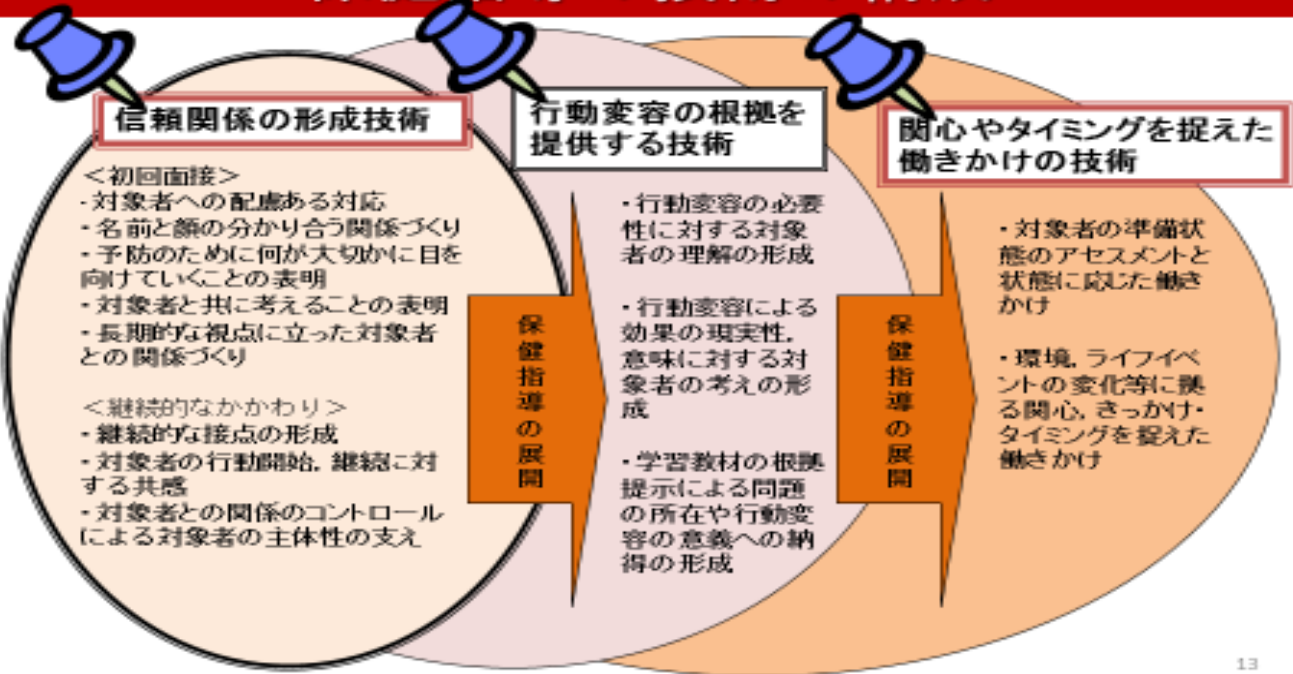 信頼関係の形成技術
＜初回面接＞
・対象者への配慮ある対応
・名前と顔の分かり合う関係づくり
・予防のために何が大切かに目を
向けていくことの表明
・対象者と共に考えることの表明
・長期的な視点に立った対象者
との関係づくり
＜継続的なかかわり＞
・継続的な接点の形成
・対象者の行動開始，継続に対
する共感
・対象者との関係のコントロール
による対象者の主体性の支え
保健指導の展開
行動変容の根拠を
提供する技術
・行動変容の必要
性に対する対象
者の理解の形成
・行動変容による
効果の現実性，
意味に対する対
象者の考えの形
成
・学習教材の根拠
提示による問題
の所在や行動変
容の意義への納
得の形成
保健指導の展開
関心やタイミングを捉えた
働きかけの技術
・対象者の準備状
態のアセスメントと
状態に応じた働き
かけ
・環境，ライフイベ
ントの変化等に拠
る関心，きっかけ・
タイミングを捉えた
働きかけ
13